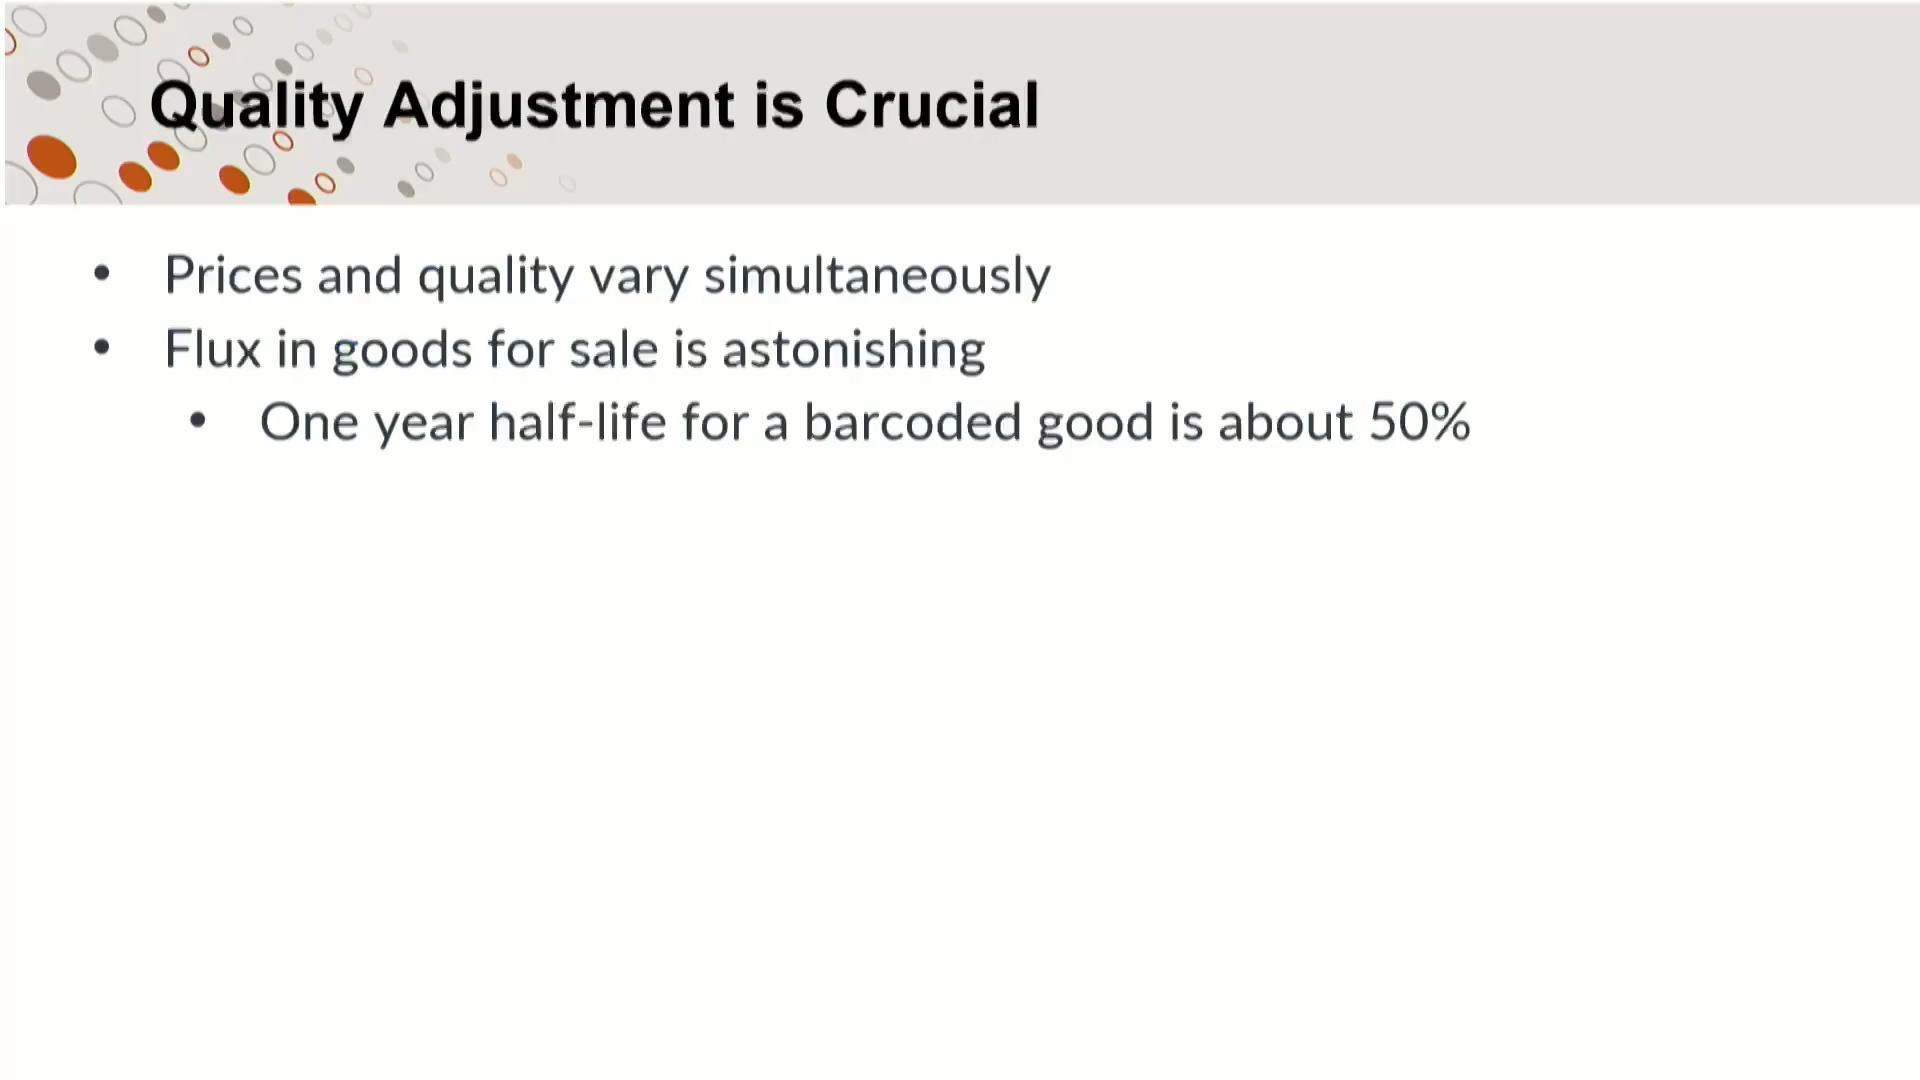 Quality Adjustment is Crucial
• Prices and quality vary simultaneously
• Flux in goods for sale is astonishing
• One year half-life for a barcoded good is about 50%